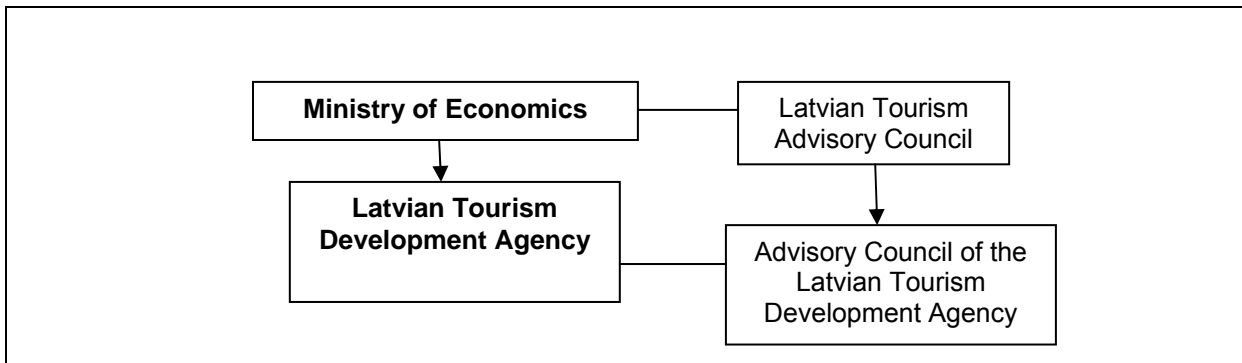 Ministry of Economics
Latvian Tourism
Advisory Council
Latvian Tourism
Development Agency
Advisory Council of the
Latvian Tourism
Development Agency